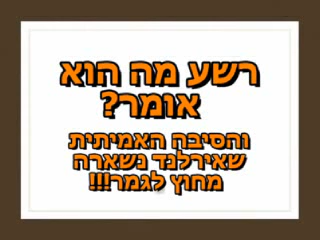 רשע מה הוא
אומר?
והסיבה האמיתית
שאירלנד נשארה
מחוץ לגמר!!!